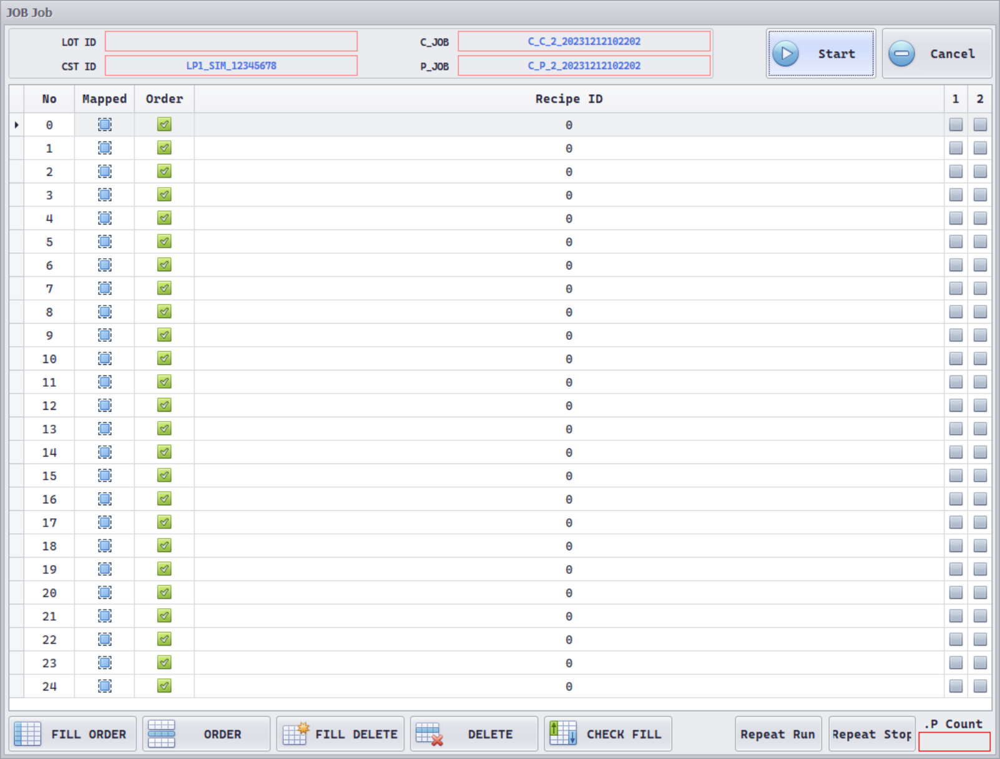 JOB Job
LOT ID
C_JOB C_C_2_20231212102202
CST ID LP1_SIM_12345678
P_JOB C_P_2_20231212102202
Start
Cancel
No Mapped Order Recipe ID 1 2
0 0
1 0
2 0
3 0
4 0
5 0
6 0
7 0
8 0
9 0
10 0
11 0
12 0
13 0
14 0
15 0
16 0
17 0
18 0
19 0
20 0
21 0
22 0
23 0
24 0
FILL ORDER
ORDER
FILL DELETE
DELETE
CHECK FILL
Repeat Run
Repeat Stop
.P Count